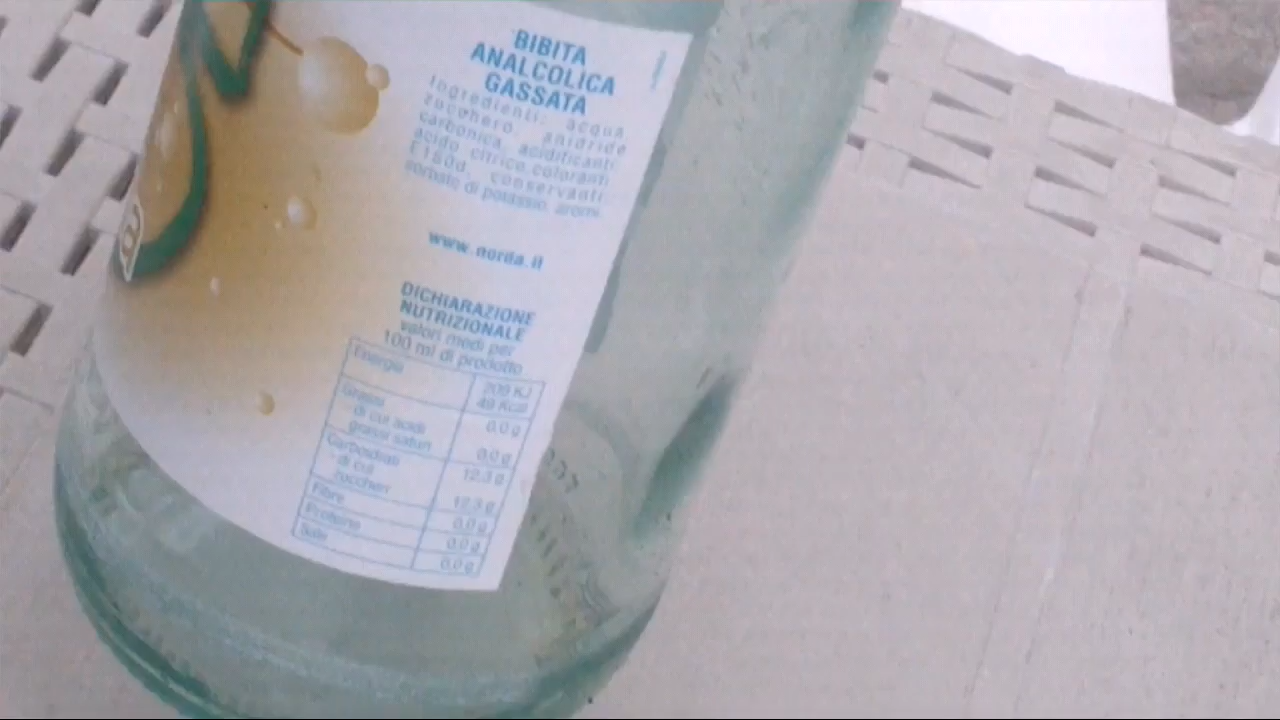 BIBITA
ANALCOLICA
GASSATA
Ingredienti: acqua
zucchero, anidride
carbonica, acidificanti:
acido citrico, coloranti:
E150d, conservanti:
sorbato di potassio, aromi.
www.norda.it
DICHIARAZIONE
NUTRIZIONALE
valori medi per
100 ml di prodotto
Energia 209 KJ
49 Kcal
Grassi 0,0 g
di cui acidi
grassi saturi 0,0 g
Carboidrati 12,3 g
di cui
zuccheri 12,3 g
Fibre 0,0 g
Proteine 0,0 g
Sale 0,0 g